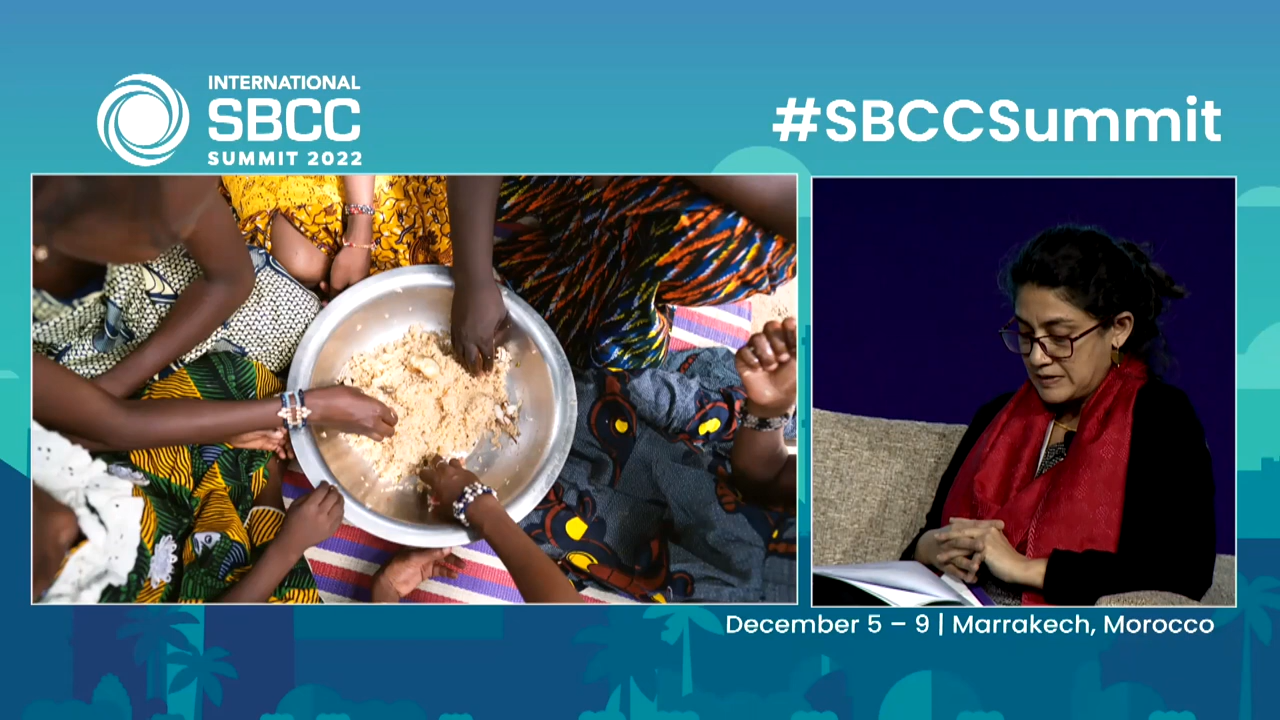 INTERNATIONAL
SBCC
SUMMIT 2022
#SBCCSummit
December 5 – 9 | Marrakech, Morocco